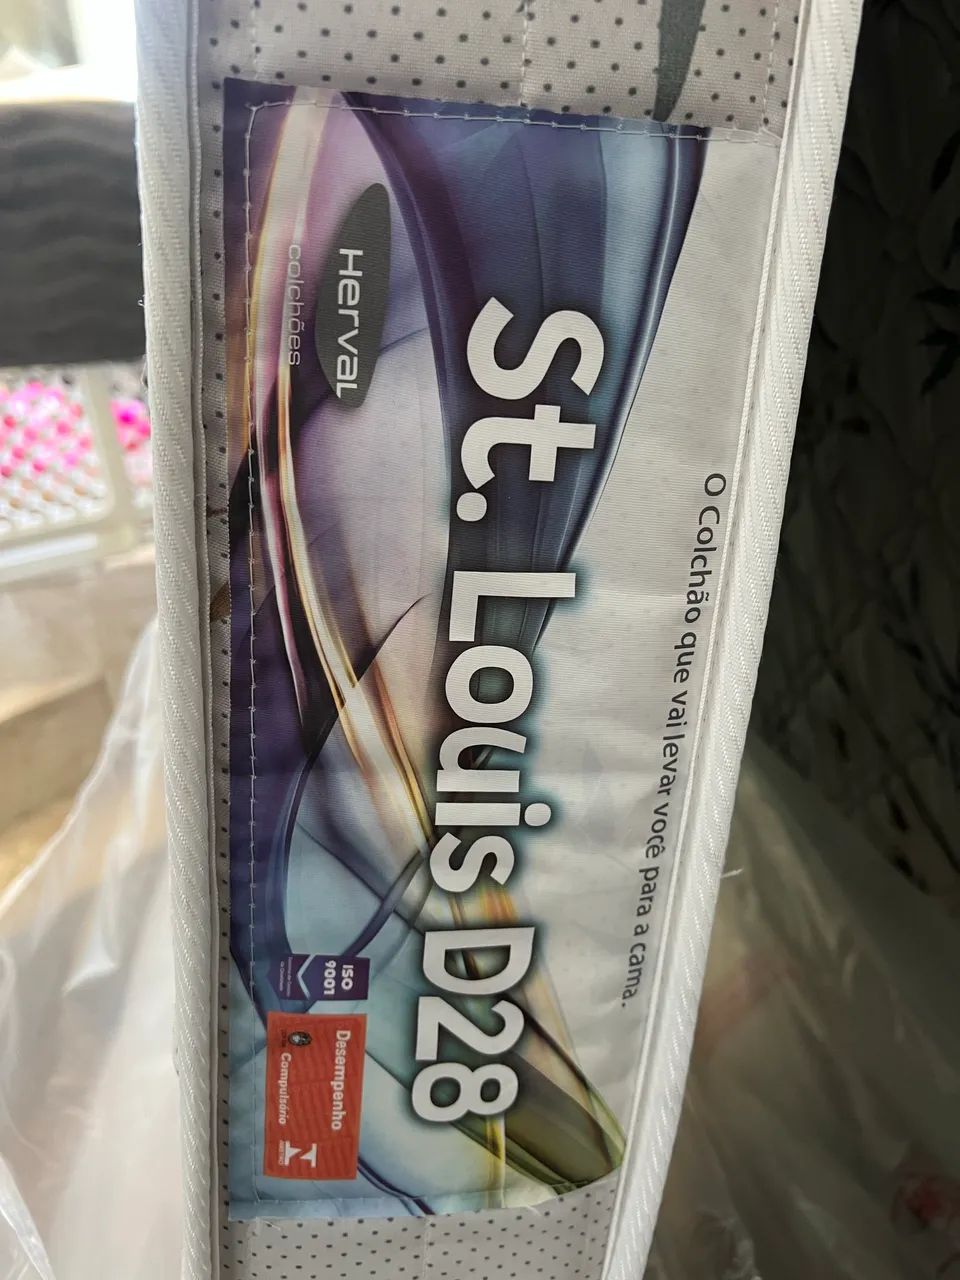 O Colchão que vai levar você para a cama.
St. Louis D28
Herval
colchões
ISO
9001
Desempenho
Compulsório